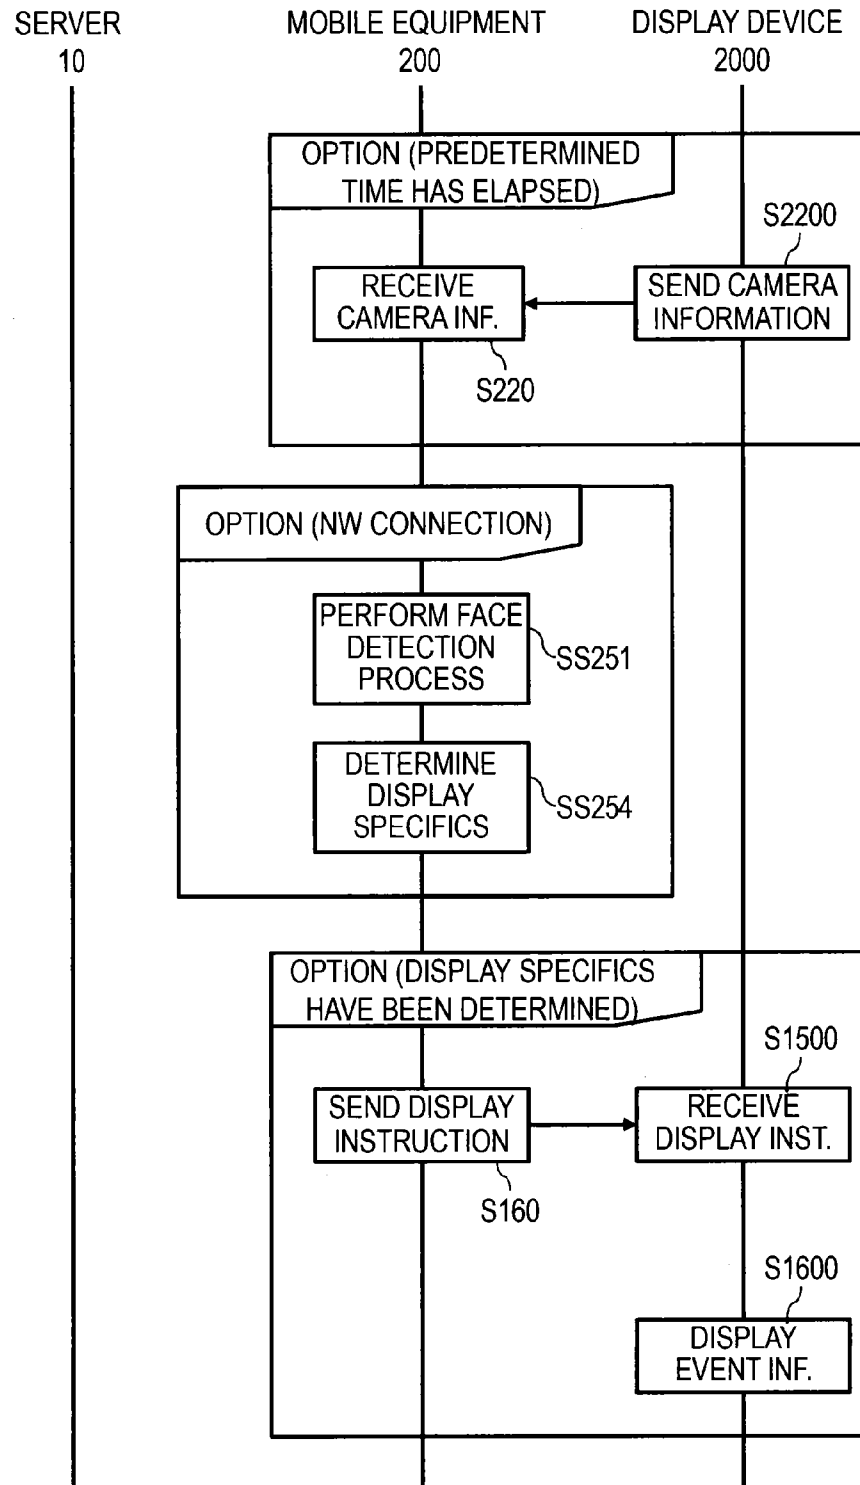 SERVER
10
MOBILE EQUIPMENT
200
DISPLAY DEVICE
2000
OPTION (PREDETERMINED
TIME HAS ELAPSED)
S2200
RECEIVE
CAMERA INF.
SEND CAMERA
INFORMATION
S220
OPTION (NW CONNECTION)
PERFORM FACE
DETECTION
PROCESS
SS251
DETERMINE
DISPLAY
SPECIFICS
SS254
OPTION (DISPLAY SPECIFICS
HAVE BEEN DETERMINED)
S1500
SEND DISPLAY
INSTRUCTION
RECEIVE
DISPLAY INST.
S160
S1600
DISPLAY
EVENT INF.